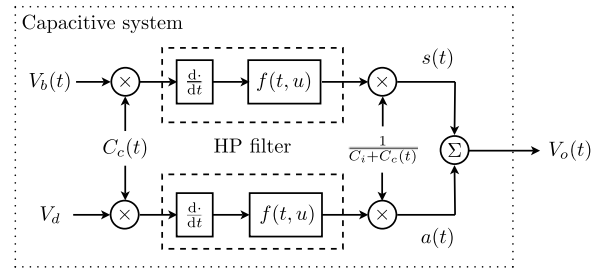 Capacitive system
V_b(t) × d·/dt f(t, u) × s(t)
C_c(t) HP filter 1/(C_i+C_c(t)) Σ V_o(t)
V_d × d·/dt f(t, u) × a(t)